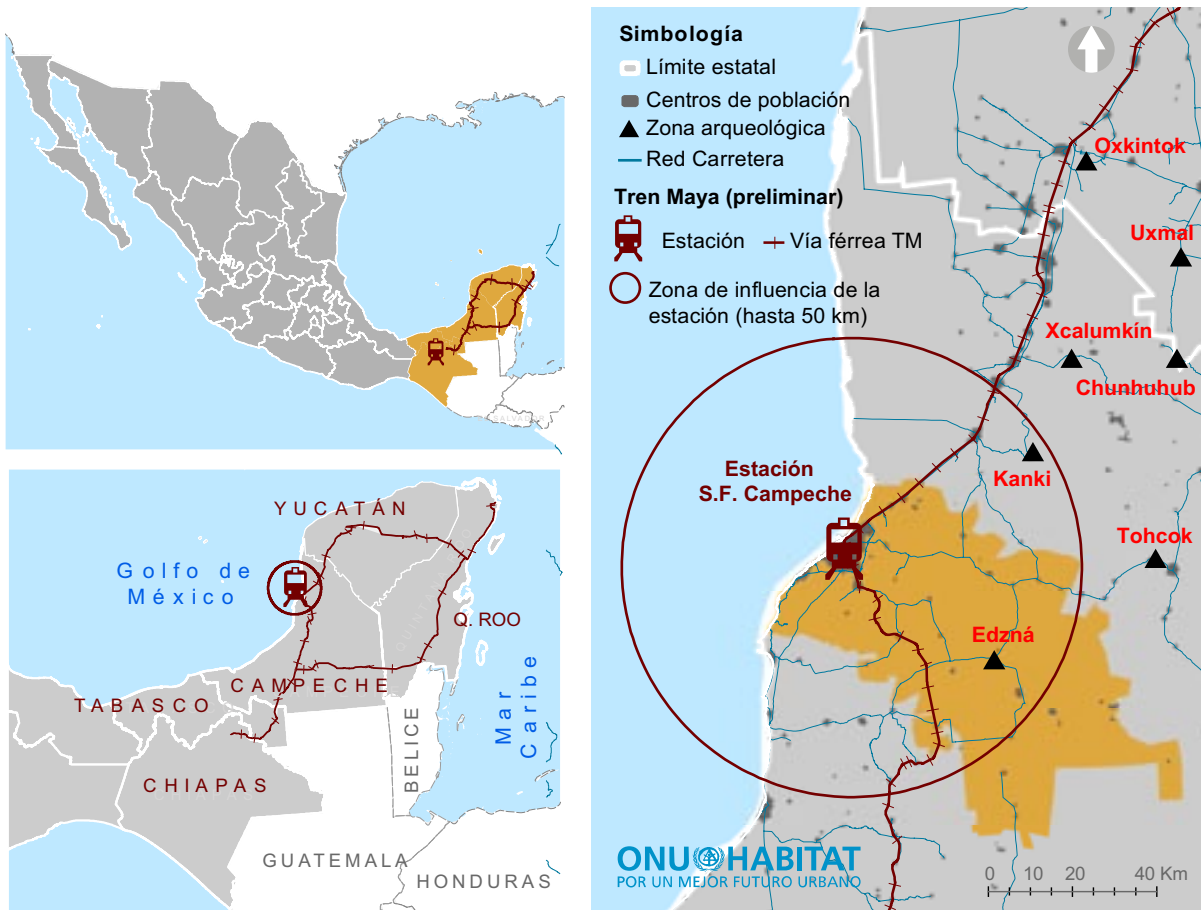 SALVADOR
YUCATÁN
Golfo de
México
QUINTANA ROO
Q. ROO
CAMPECHE
TABASCO
CHIAPAS
BELICE
Mar
Caribe
GUATEMALA
HONDURAS
Simbología
Límite estatal
Centros de población
Zona arqueológica
Red Carretera
Tren Maya (preliminar)
Estación
Vía férrea TM
Zona de influencia de la
estación (hasta 50 km)
Oxkintok
Uxmal
Xcalumkín
Chunhuhub
Kanki
Estación
S.F. Campeche
Tohcok
Edzná
ONU HABITAT
POR UN MEJOR FUTURO URBANO
0 10 20 40 Km